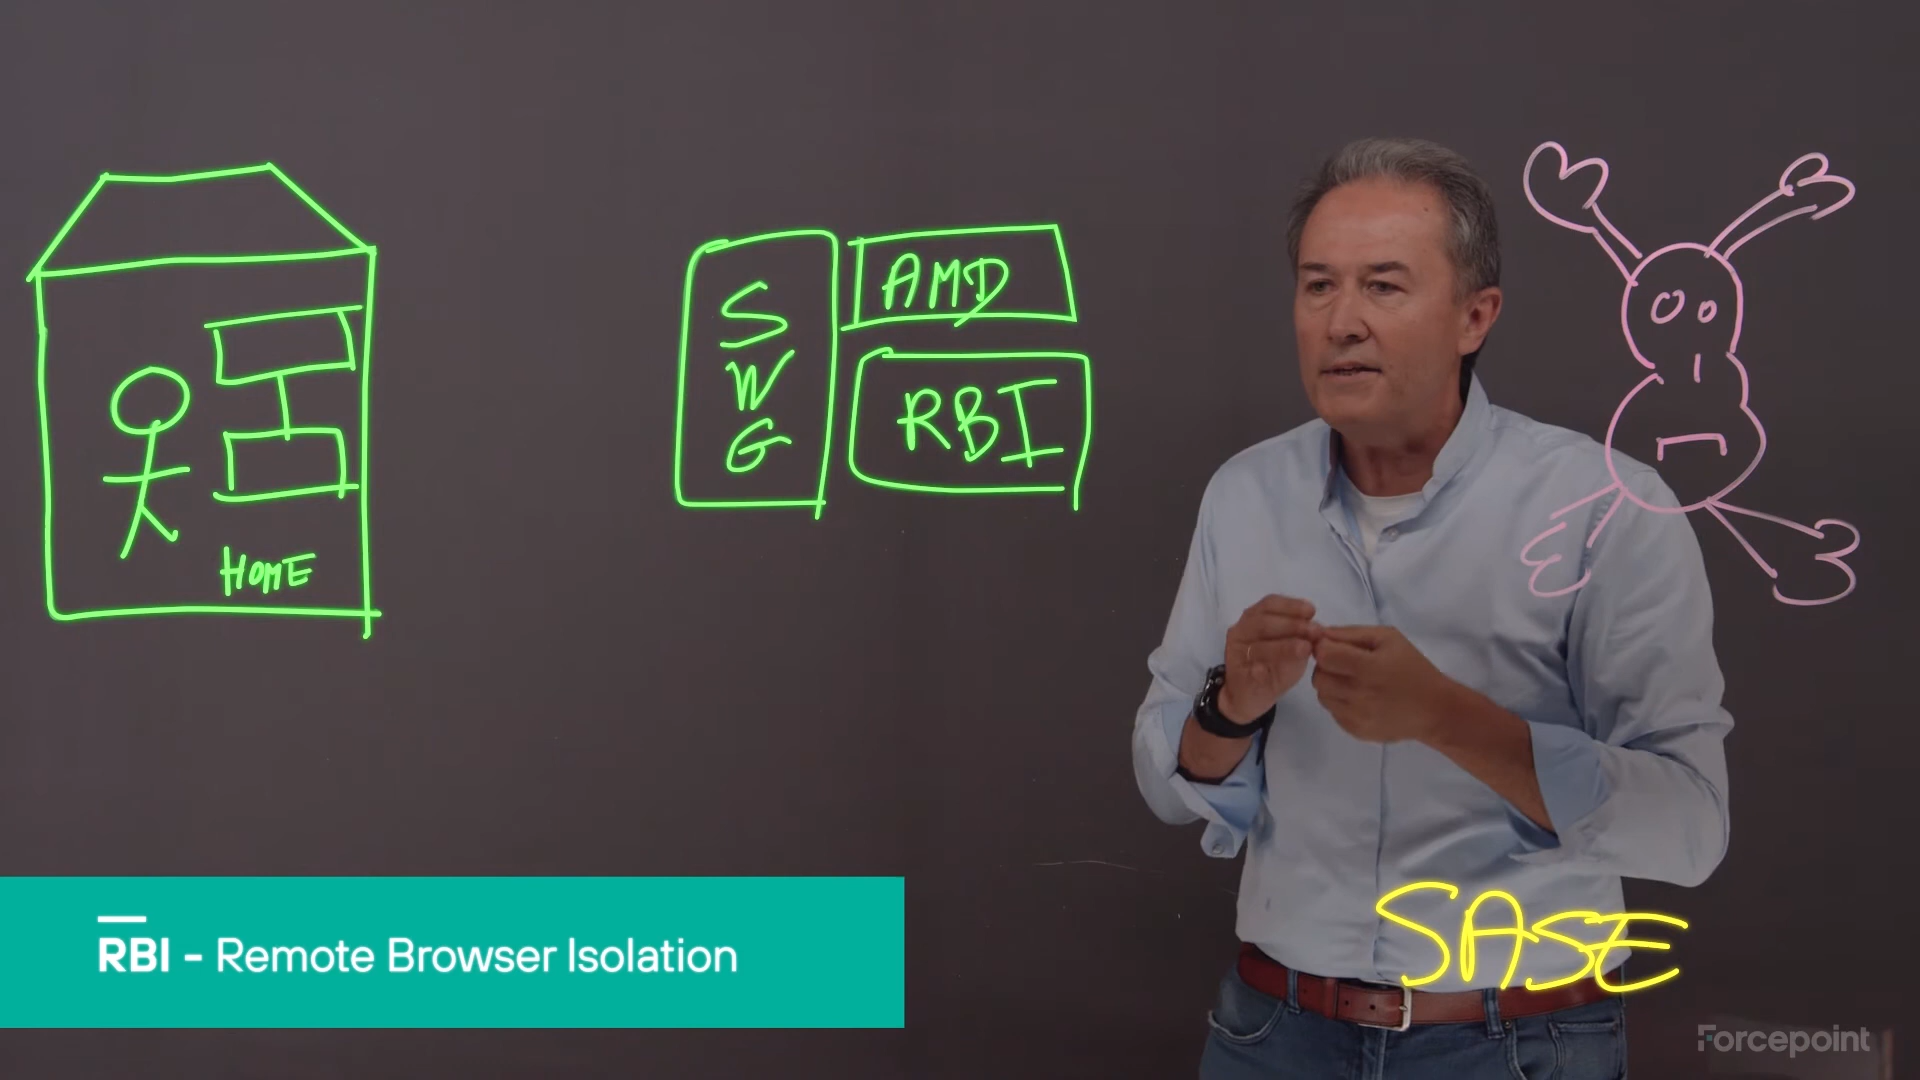 HOME
S
W
G
AMD
RBI
SASE
RBI - Remote Browser Isolation
Forcepoint